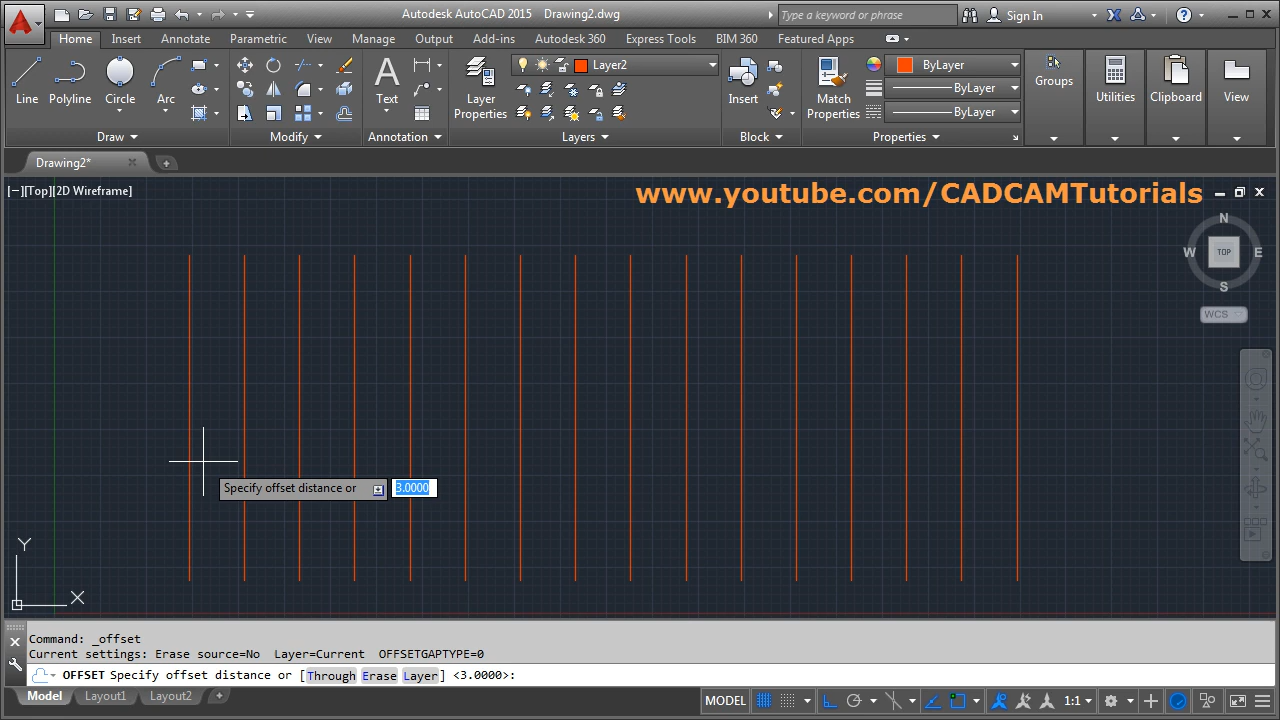 Autodesk AutoCAD 2015 Drawing2.dwg
Type a keyword or phrase
Sign In
Home Insert Annotate Parametric View Manage Output Add-ins Autodesk 360 Express Tools BIM 360 Featured Apps
Line Polyline Circle Arc
Text
Layer Properties
Layer2
Insert
Match Properties
ByLayer
ByLayer
ByLayer
Groups Utilities Clipboard View
Draw Modify Annotation Layers Block Properties
Drawing2*
[−][Top][2D Wireframe]
www.youtube.com/CADCAMTutorials
N
W TOP E
S
WCS
Specify offset distance or 3.0000
Y
X
Command: _offset
Current settings: Erase source=No Layer=Current OFFSETGAPTYPE=0
OFFSET Specify offset distance or [Through Erase Layer] <3.0000>:
Model Layout1 Layout2
MODEL 1:1